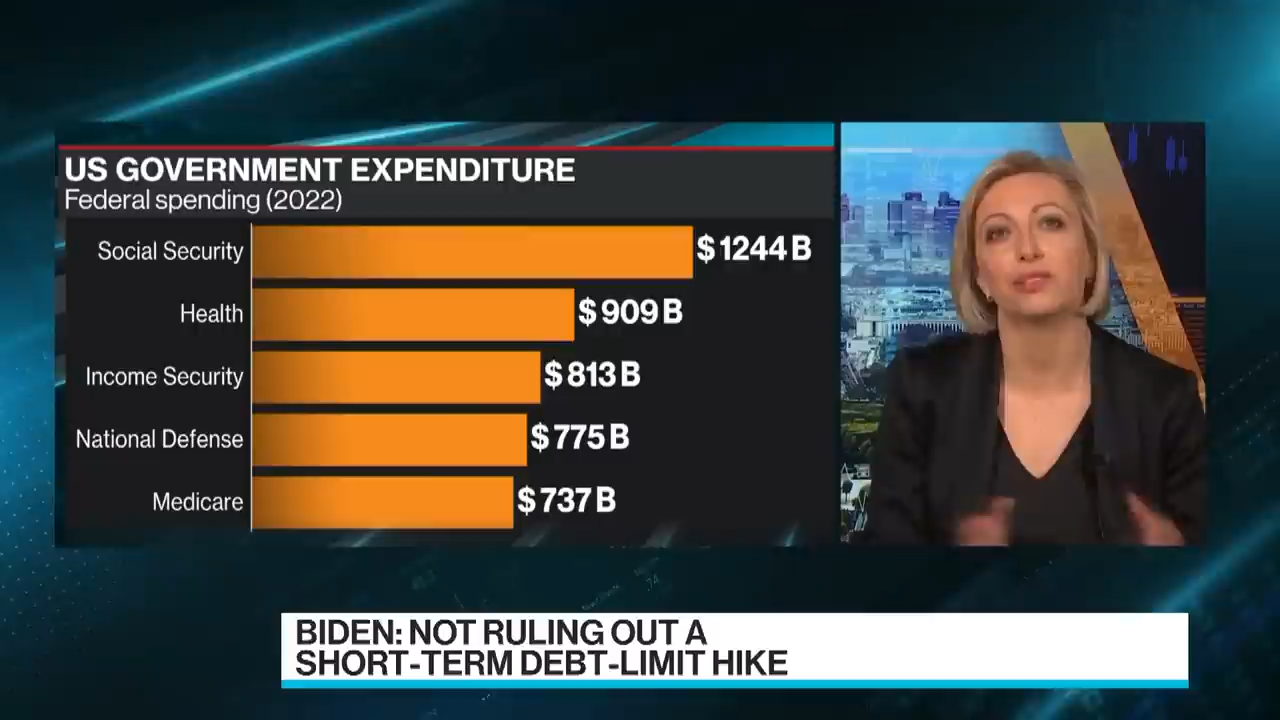 US GOVERNMENT EXPENDITURE
Federal spending (2022)
Social Security $1244B
Health $909B
Income Security $813B
National Defense $775B
Medicare $737B
BIDEN: NOT RULING OUT A
SHORT-TERM DEBT-LIMIT HIKE